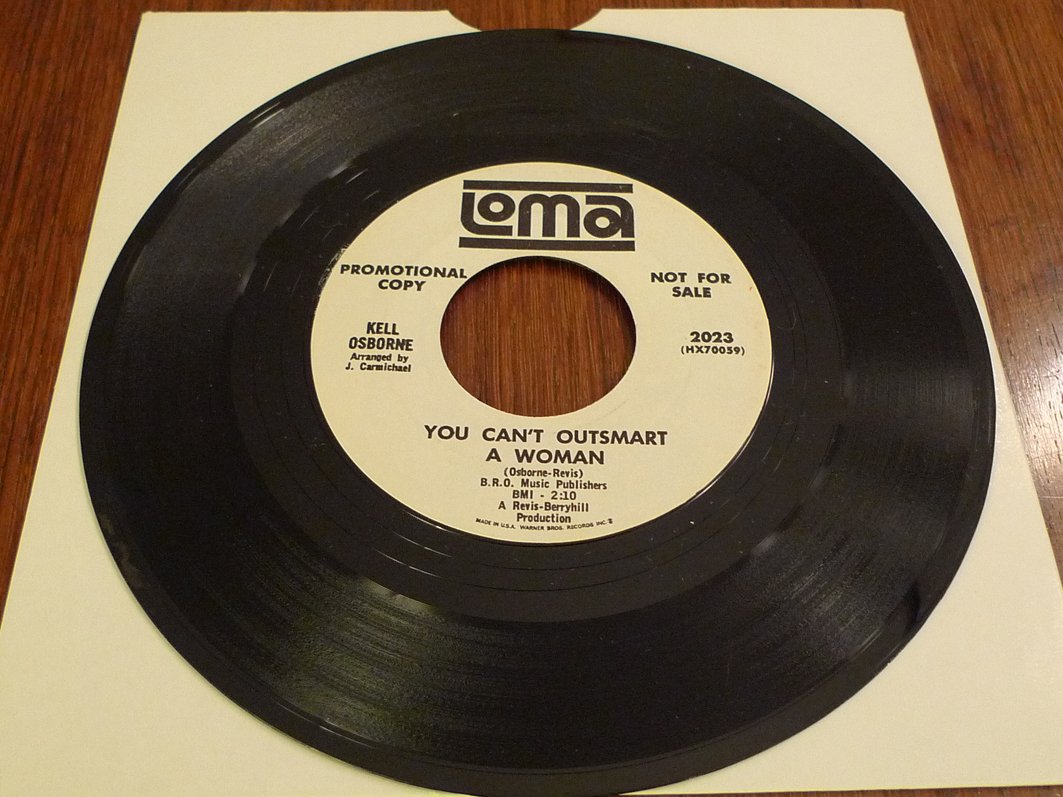 Loma
PROMOTIONAL
COPY
NOT FOR
SALE
KELL
OSBORNE
Arranged by
J. Carmichael
2023
(HX70059)
YOU CAN'T OUTSMART
A WOMAN
(Osborne-Revis)
B.R.O. Music Publishers
BMI - 2:10
A Revis-Berryhill
Production
MADE IN U.S.A. WARNER BROS. RECORDS INC.